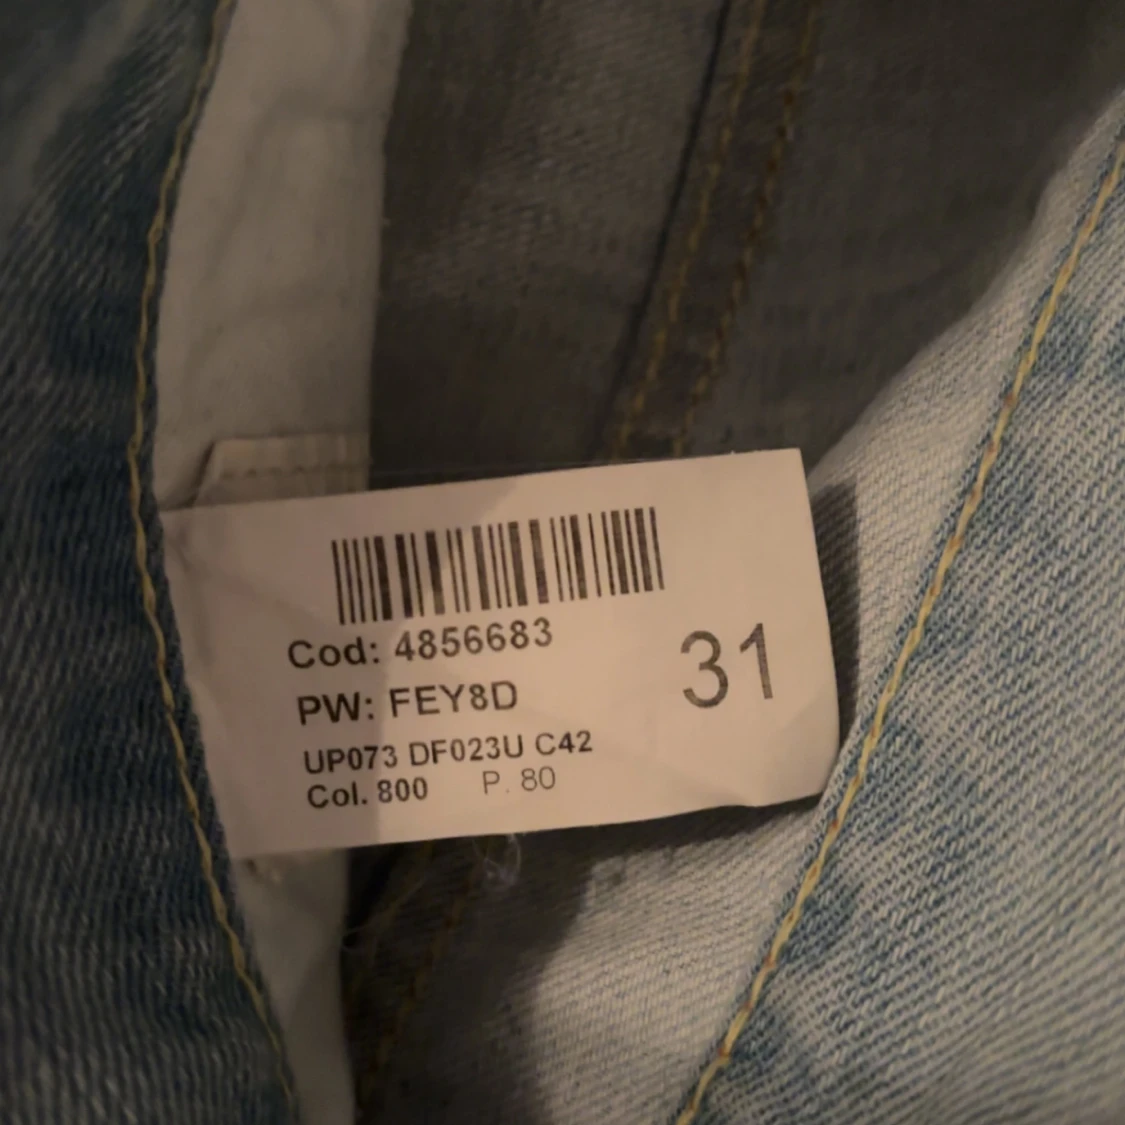 Cod: 4856683
PW: FEY8D
31
UP073 DF023U C42
Col. 800 P. 80